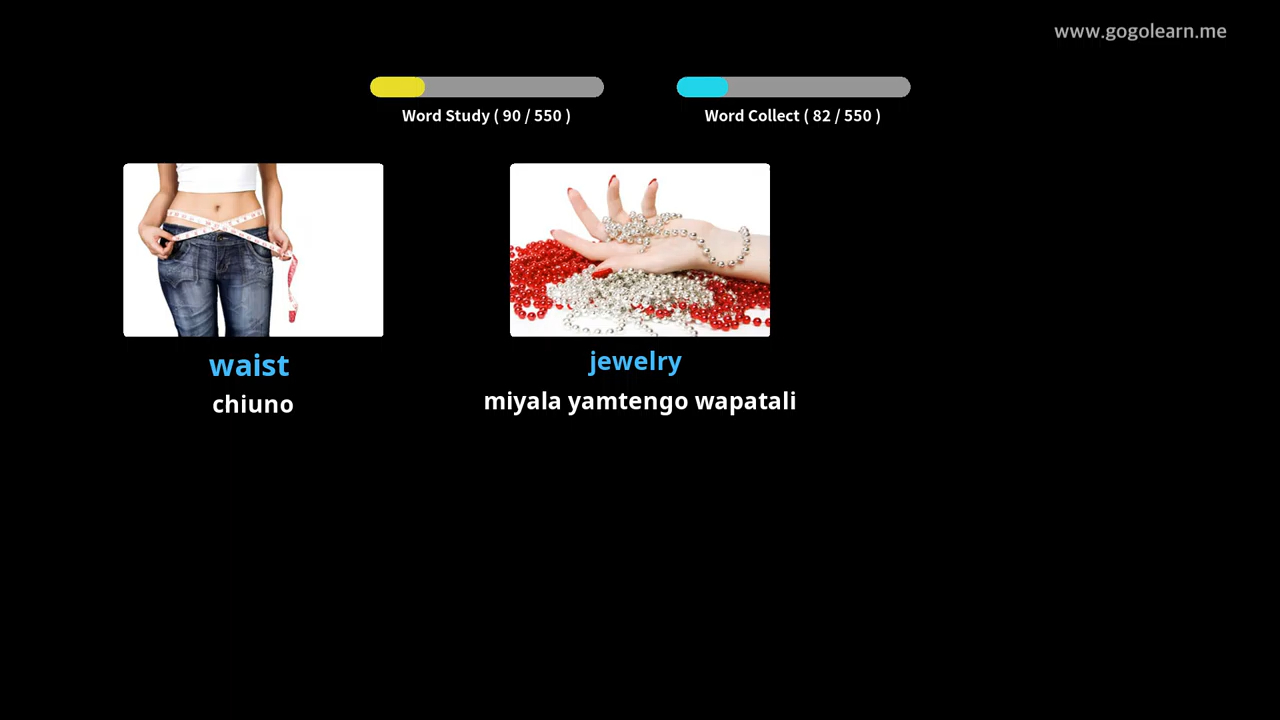 www.gogolearn.me
Word Study ( 90 / 550 )
Word Collect ( 82 / 550 )
waist
chiuno
jewelry
miyala yamtengo wapatali